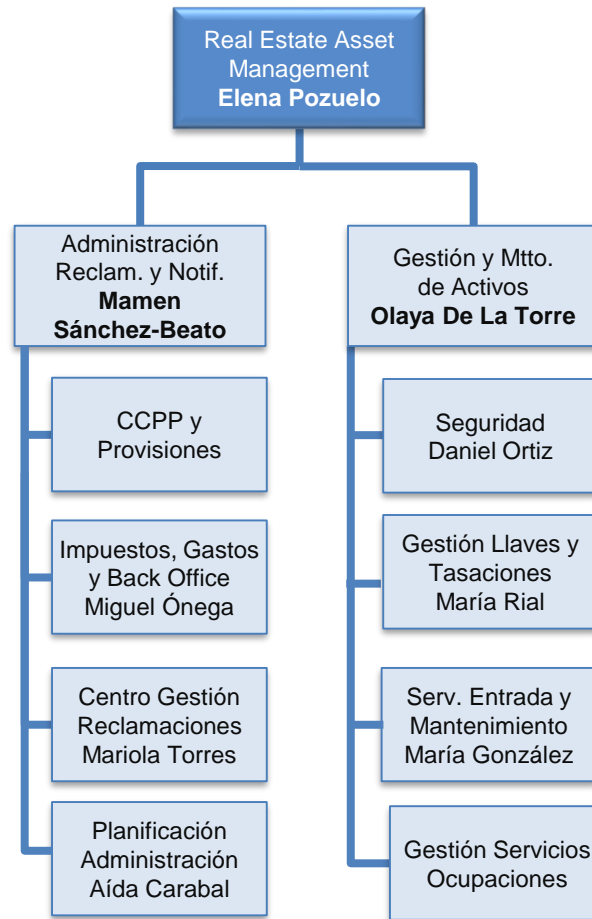 Real Estate Asset
Management
Elena Pozuelo
Administración
Reclam. y Notif.
Mamen
Sánchez-Beato
CCPP y
Provisiones
Impuestos, Gastos
y Back Office
Miguel Ónega
Centro Gestión
Reclamaciones
Mariola Torres
Planificación
Administración
Aída Carabal
Gestión y Mtto.
de Activos
Olaya De La Torre
Seguridad
Daniel Ortiz
Gestión Llaves y
Tasaciones
María Rial
Serv. Entrada y
Mantenimiento
María González
Gestión Servicios
Ocupaciones